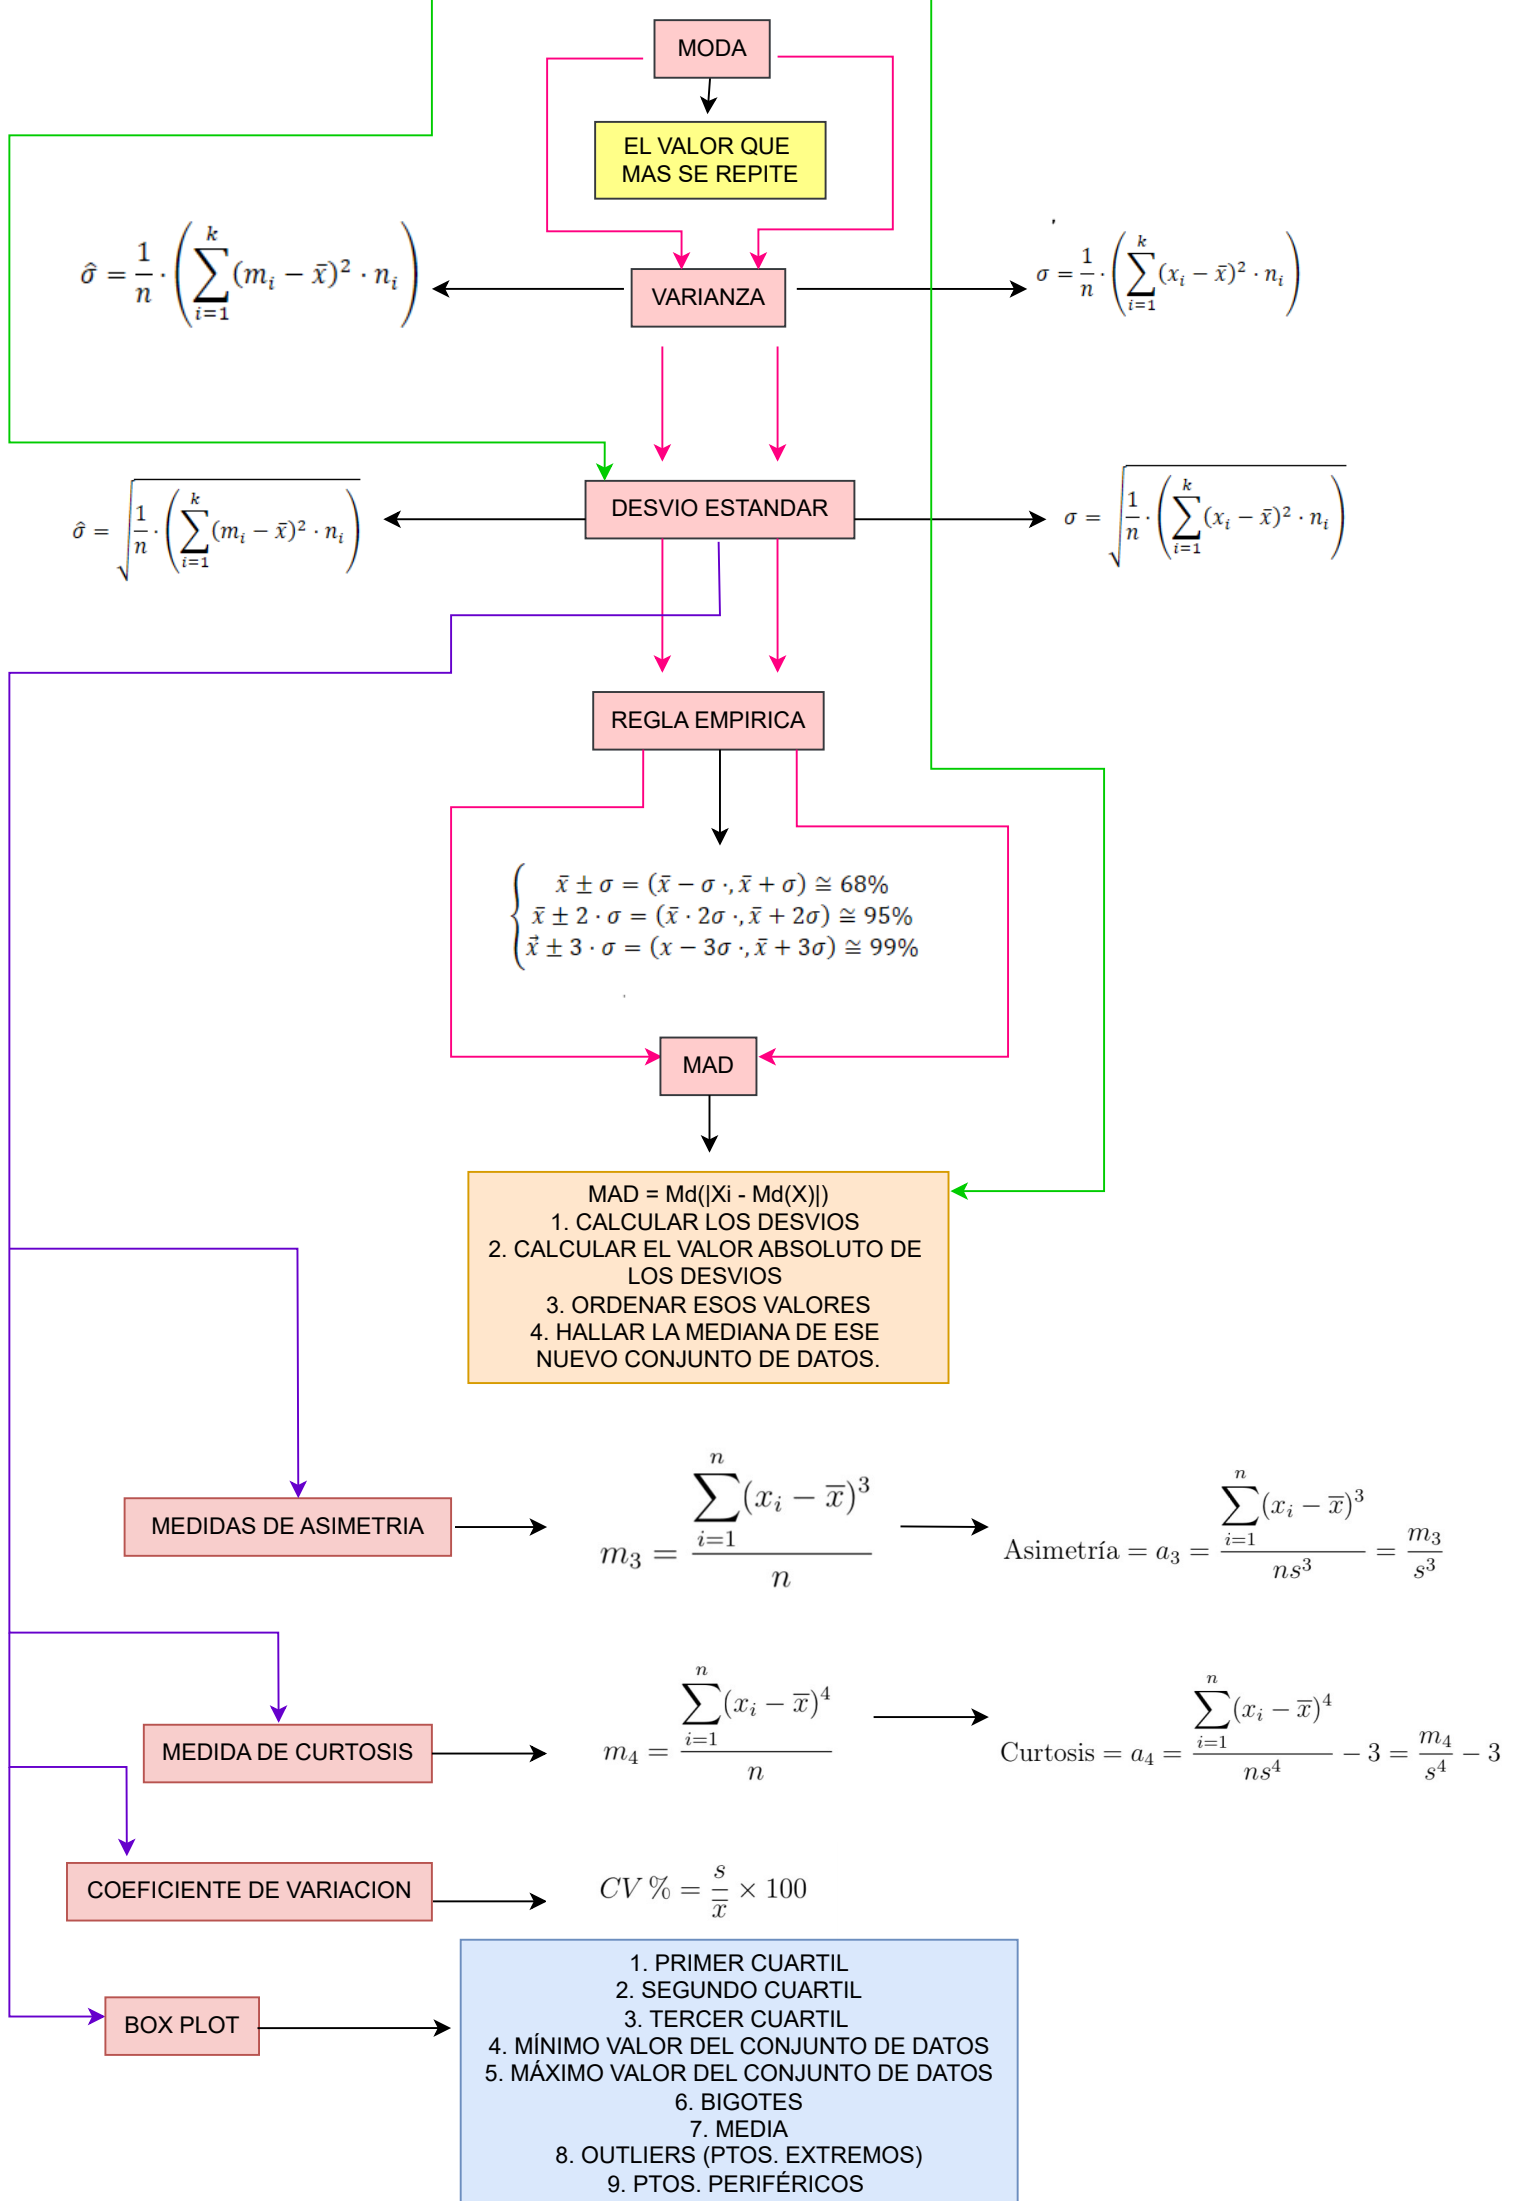 MODA
EL VALOR QUE
MAS SE REPITE
σ̂ = 1/n · (∑_{i=1}^{k} (m_i − x̄)² · n_i)
VARIANZA
σ = 1/n · (∑_{i=1}^{k} (x_i − x̄)² · n_i)
σ̂ = √(1/n · (∑_{i=1}^{k} (m_i − x̄)² · n_i))
DESVIO ESTANDAR
σ = √(1/n · (∑_{i=1}^{k} (x_i − x̄)² · n_i))
REGLA EMPIRICA
x̄ ± σ = (x̄ − σ ·, x̄ + σ) ≅ 68%
x̄ ± 2 · σ = (x̄ · 2σ ·, x̄ + 2σ) ≅ 95%
x⃗ ± 3 · σ = (x − 3σ ·, x̄ + 3σ) ≅ 99%
MAD
MAD = Md(|Xi - Md(X)|)
1. CALCULAR LOS DESVIOS
2. CALCULAR EL VALOR ABSOLUTO DE
LOS DESVIOS
3. ORDENAR ESOS VALORES
4. HALLAR LA MEDIANA DE ESE
NUEVO CONJUNTO DE DATOS.
MEDIDAS DE ASIMETRIA
m₃ = ∑_{i=1}^{n} (x_i − x̄)³ / n
Asimetría = a₃ = ∑_{i=1}^{n} (x_i − x̄)³ / ns³ = m₃ / s³
MEDIDA DE CURTOSIS
m₄ = ∑_{i=1}^{n} (x_i − x̄)⁴ / n
Curtosis = a₄ = ∑_{i=1}^{n} (x_i − x̄)⁴ / ns⁴ − 3 = m₄ / s⁴ − 3
COEFICIENTE DE VARIACION
CV % = s / x̄ × 100
BOX PLOT
1. PRIMER CUARTIL
2. SEGUNDO CUARTIL
3. TERCER CUARTIL
4. MÍNIMO VALOR DEL CONJUNTO DE DATOS
5. MÁXIMO VALOR DEL CONJUNTO DE DATOS
6. BIGOTES
7. MEDIA
8. OUTLIERS (PTOS. EXTREMOS)
9. PTOS. PERIFÉRICOS